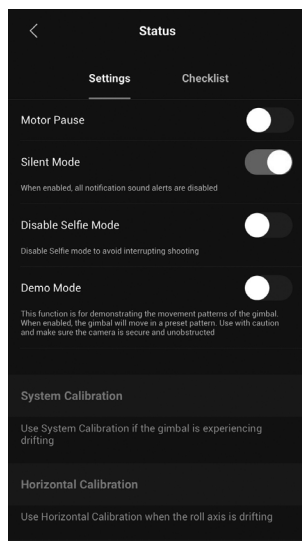 Status
Settings Checklist
Motor Pause
Silent Mode
When enabled, all notification sound alerts are disabled
Disable Selfie Mode
Disable Selfie mode to avoid interrupting shooting
Demo Mode
This function is for demonstrating the movement patterns of the gimbal.
When enabled, the gimbal will move in a preset pattern. Use with caution
and make sure the camera is secure and unobstructed
System Calibration
Use System Calibration if the gimbal is experiencing
drifting
Horizontal Calibration
Use Horizontal Calibration when the roll axis is drifting